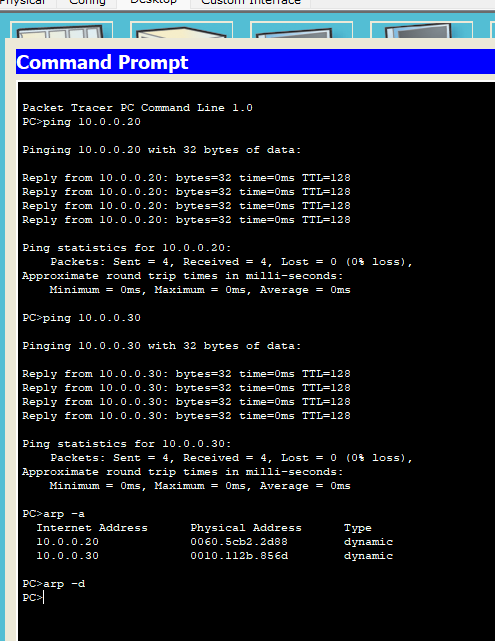 Physical Config Desktop Custom Interface
Command Prompt
Packet Tracer PC Command Line 1.0
PC>ping 10.0.0.20
Pinging 10.0.0.20 with 32 bytes of data:
Reply from 10.0.0.20: bytes=32 time=0ms TTL=128
Reply from 10.0.0.20: bytes=32 time=0ms TTL=128
Reply from 10.0.0.20: bytes=32 time=0ms TTL=128
Reply from 10.0.0.20: bytes=32 time=0ms TTL=128
Ping statistics for 10.0.0.20:
    Packets: Sent = 4, Received = 4, Lost = 0 (0% loss),
Approximate round trip times in milli-seconds:
    Minimum = 0ms, Maximum = 0ms, Average = 0ms
PC>ping 10.0.0.30
Pinging 10.0.0.30 with 32 bytes of data:
Reply from 10.0.0.30: bytes=32 time=0ms TTL=128
Reply from 10.0.0.30: bytes=32 time=0ms TTL=128
Reply from 10.0.0.30: bytes=32 time=0ms TTL=128
Reply from 10.0.0.30: bytes=32 time=0ms TTL=128
Ping statistics for 10.0.0.30:
    Packets: Sent = 4, Received = 4, Lost = 0 (0% loss),
Approximate round trip times in milli-seconds:
    Minimum = 0ms, Maximum = 0ms, Average = 0ms
PC>arp -a
  Internet Address      Physical Address      Type
  10.0.0.20             0060.5cb2.2d88        dynamic
  10.0.0.30             0010.112b.856d        dynamic
PC>arp -d
PC>